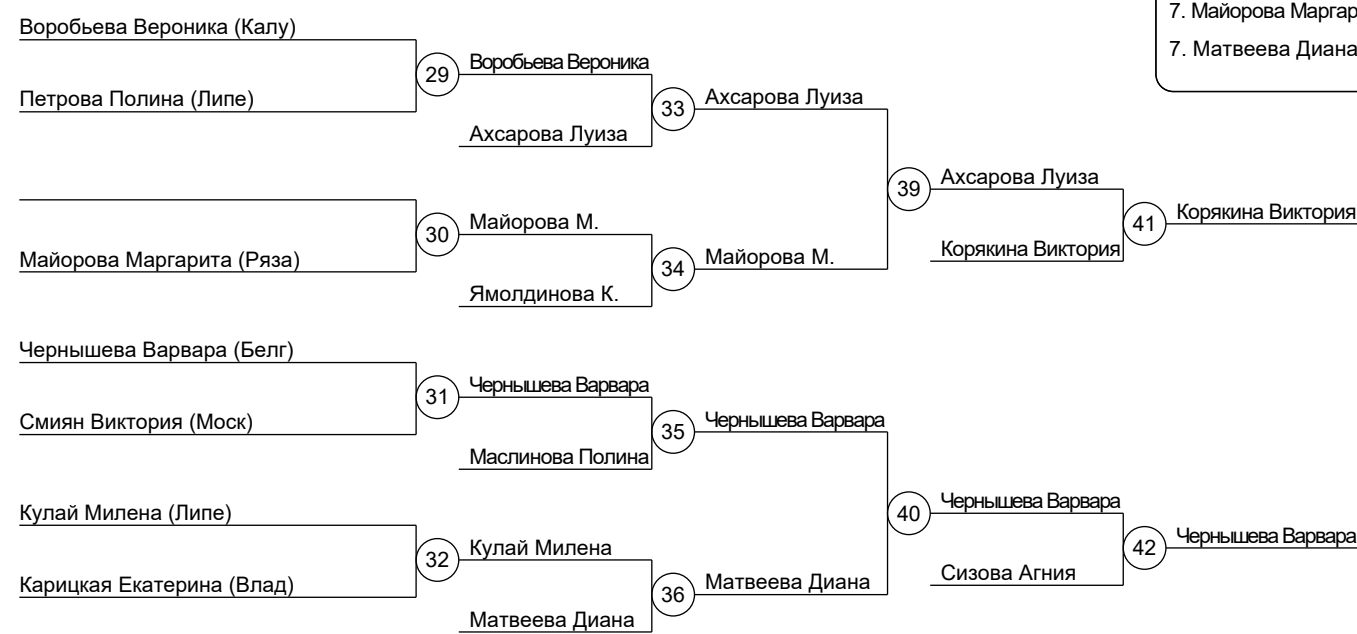 7. Майорова Маргар
7. Матвеева Диана
Воробьева Вероника (Калу)
29
Воробьева Вероника
Петрова Полина (Липе)
33
Ахсарова Луиза
Ахсарова Луиза
39
Ахсарова Луиза
30
Майорова М.
Майорова Маргарита (Ряза)
34
Майорова М.
Ямолдинова К.
41
Корякина Виктория
Корякина Виктория
Чернышева Варвара (Белг)
31
Чернышева Варвара
Смиян Виктория (Моск)
35
Чернышева Варвара
Маслинова Полина
40
Чернышева Варвара
Кулай Милена (Липе)
32
Кулай Милена
Карицкая Екатерина (Влад)
36
Матвеева Диана
Матвеева Диана
42
Чернышева Варвара
Сизова Агния